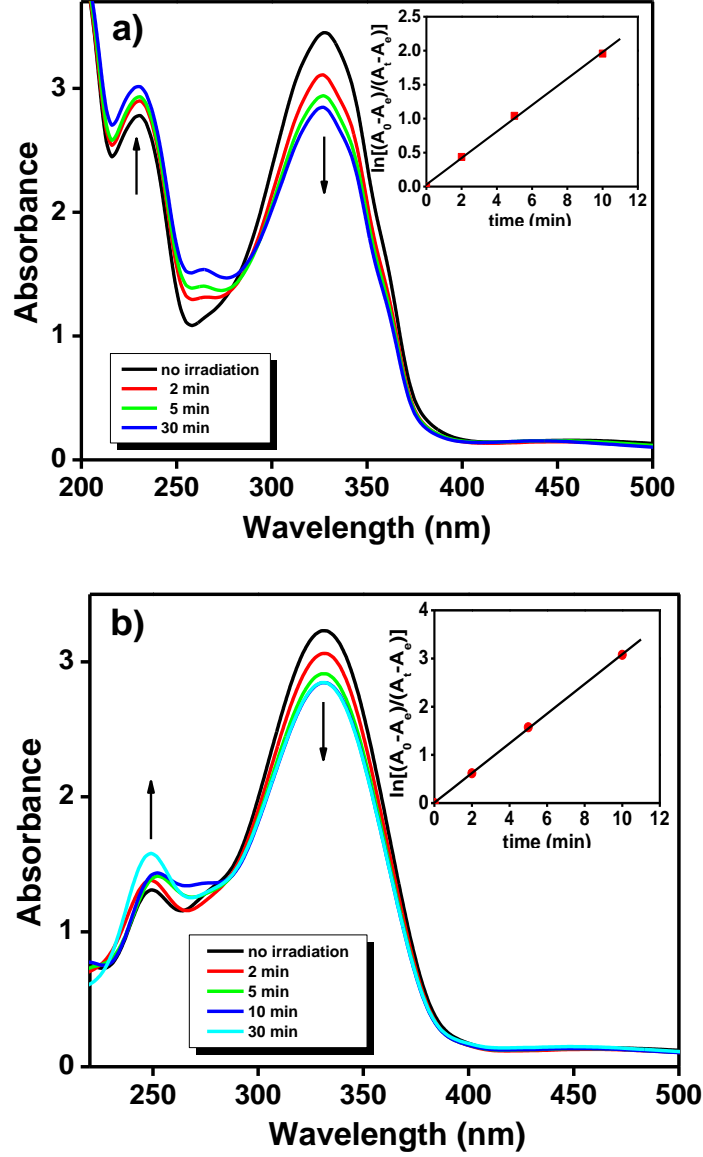 a)
ln[(A0-Ae)/(At-Ae)]
2.5
2.0
1.5
1.0
0.5
0.0
0 2 4 6 8 10 12
time (min)
Absorbance
3
2
1
0
no irradiation
2 min
5 min
30 min
200 250 300 350 400 450 500
Wavelength (nm)
b)
ln[(A0-Ae)/(At-Ae)]
4
3
2
1
0
0 2 4 6 8 10 12
time (min)
Absorbance
3
2
1
0
no irradiation
2 min
5 min
10 min
30 min
250 300 350 400 450 500
Wavelength (nm)